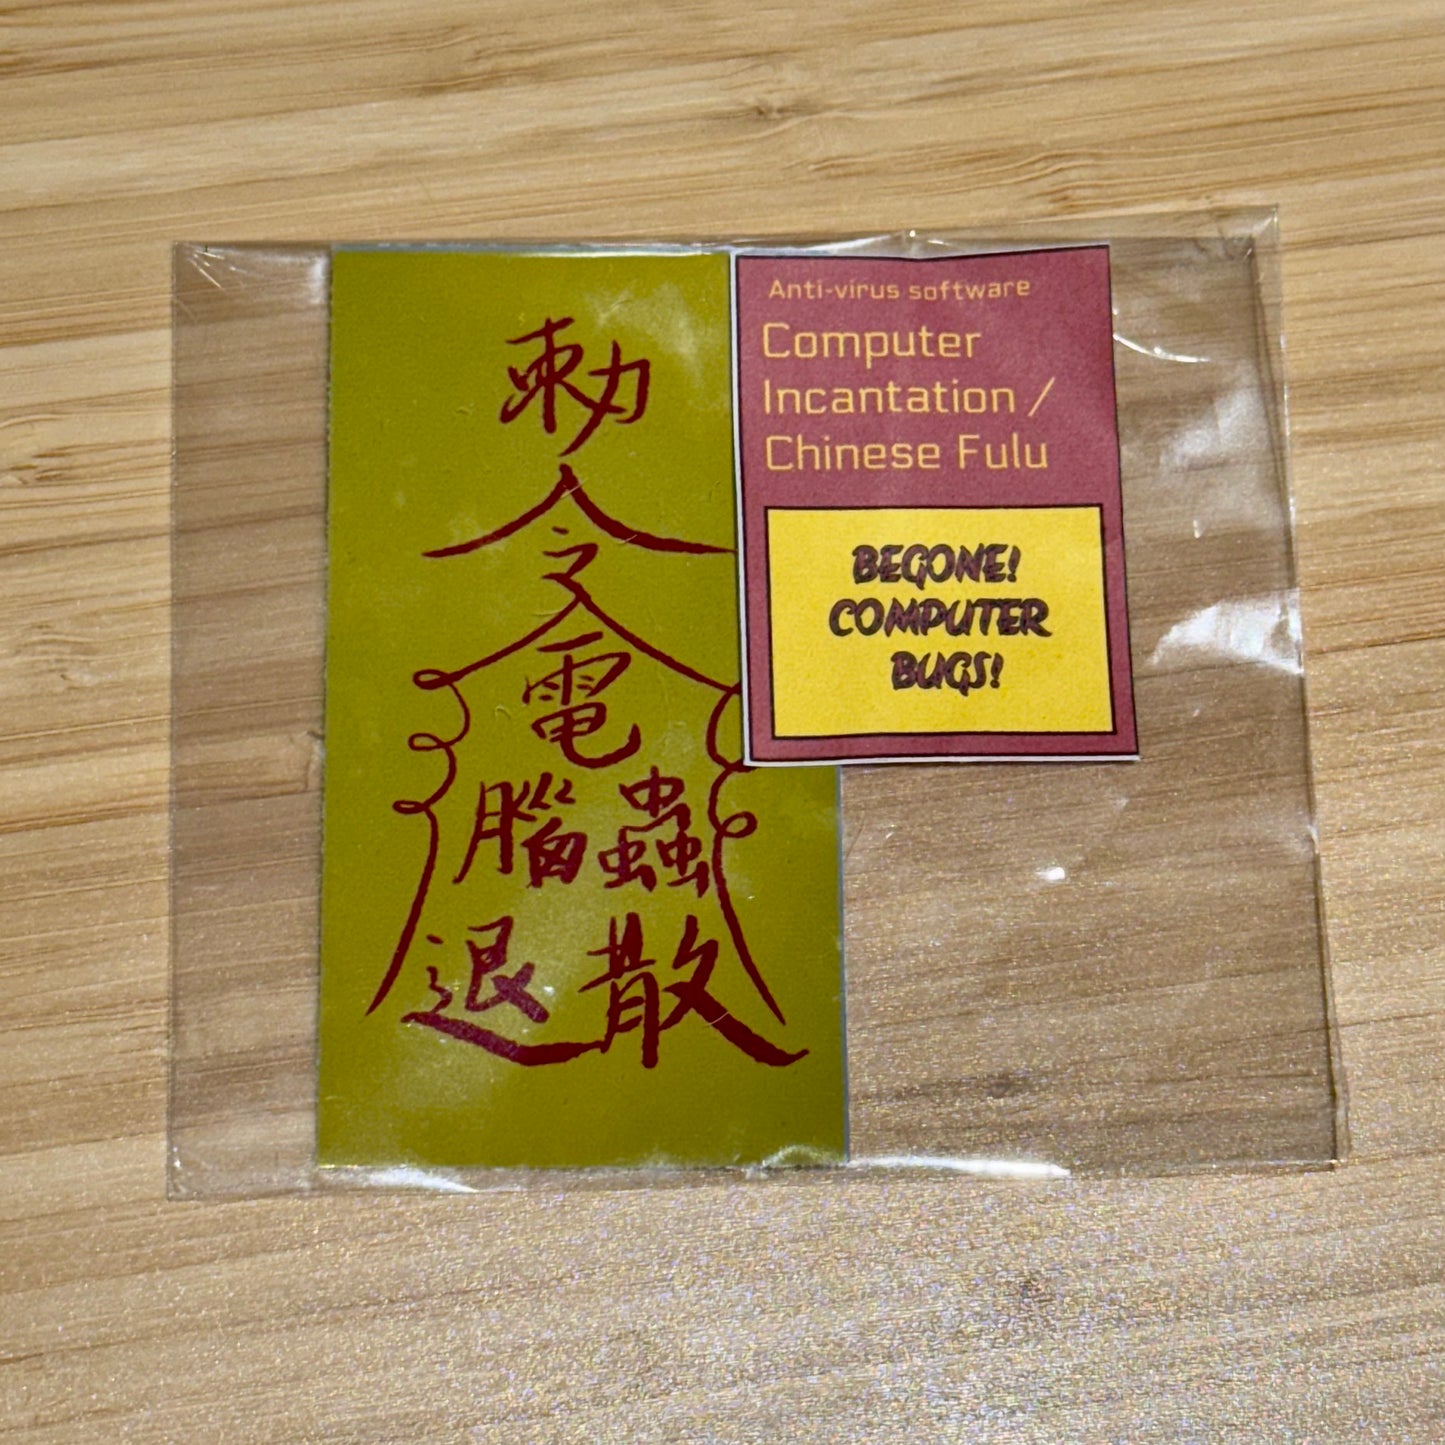 勅
令
電
腦蟲
退散
Anti-virus software
Computer
Incantation /
Chinese Fulu
BEGONE!
COMPUTER
BUGS!